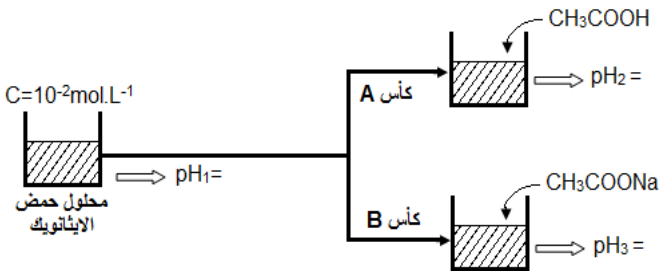 CH₃COOH
C=10⁻²mol.L⁻¹
كأس A
pH₂ =
pH₁=
محلول حمض
الايثانويك
CH₃COONa
كأس B
pH₃ =